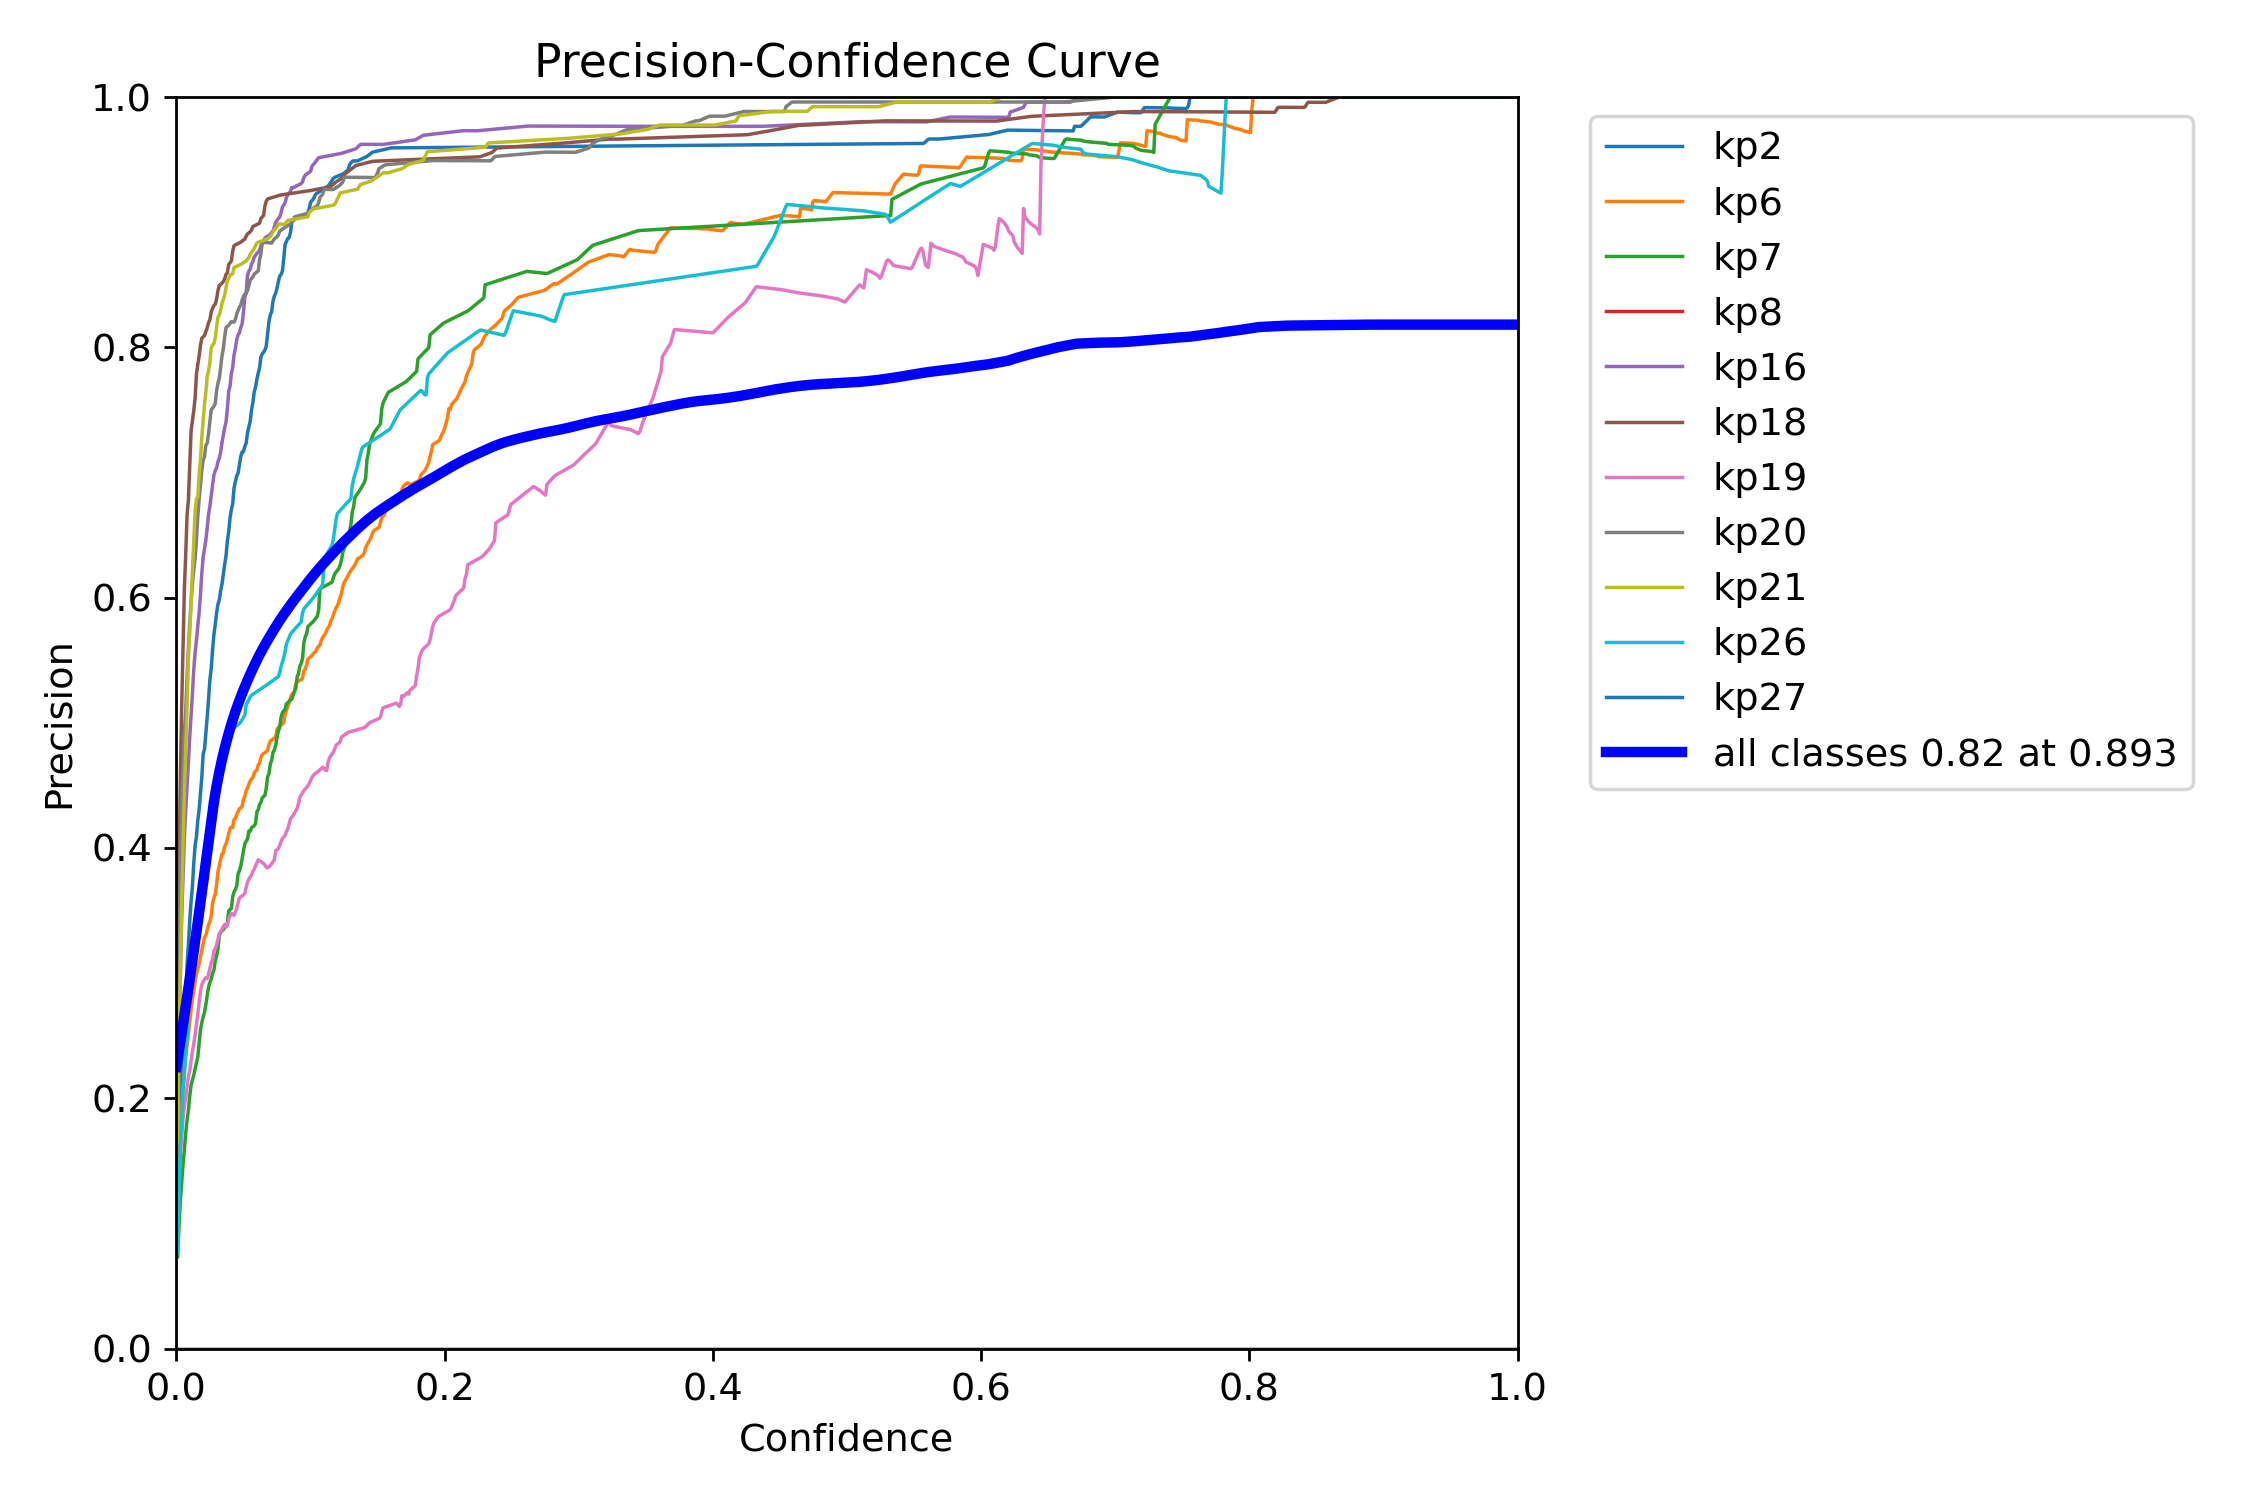 Precision-Confidence Curve
1.0
0.8
0.6
0.4
0.2
0.0
Precision
0.0 0.2 0.4 0.6 0.8 1.0
Confidence
kp2
kp6
kp7
kp8
kp16
kp18
kp19
kp20
kp21
kp26
kp27
all classes 0.82 at 0.893